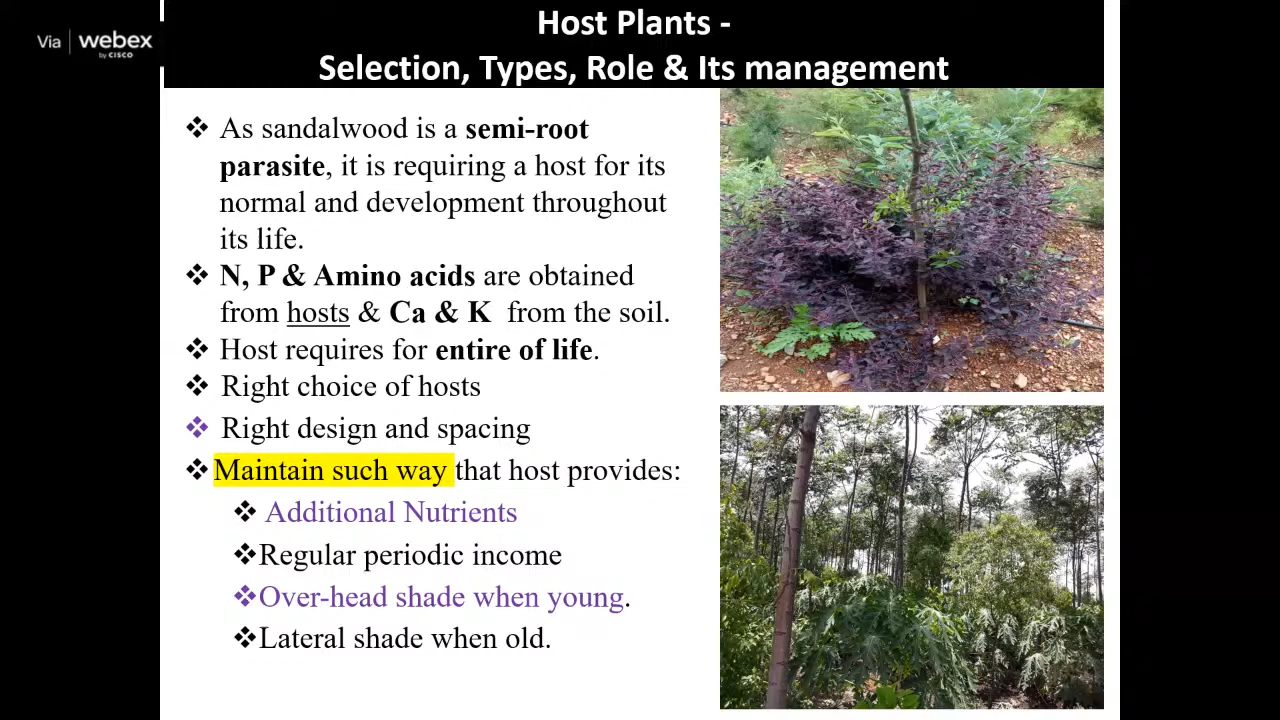 Via webex
by CISCO
Host Plants -
Selection, Types, Role & Its management
❖ As sandalwood is a semi-root
parasite, it is requiring a host for its
normal and development throughout
its life.
❖ N, P & Amino acids are obtained
from hosts & Ca & K from the soil.
❖ Host requires for entire of life.
❖ Right choice of hosts
❖ Right design and spacing
❖ Maintain such way that host provides:
❖ Additional Nutrients
❖ Regular periodic income
❖ Over-head shade when young.
❖ Lateral shade when old.